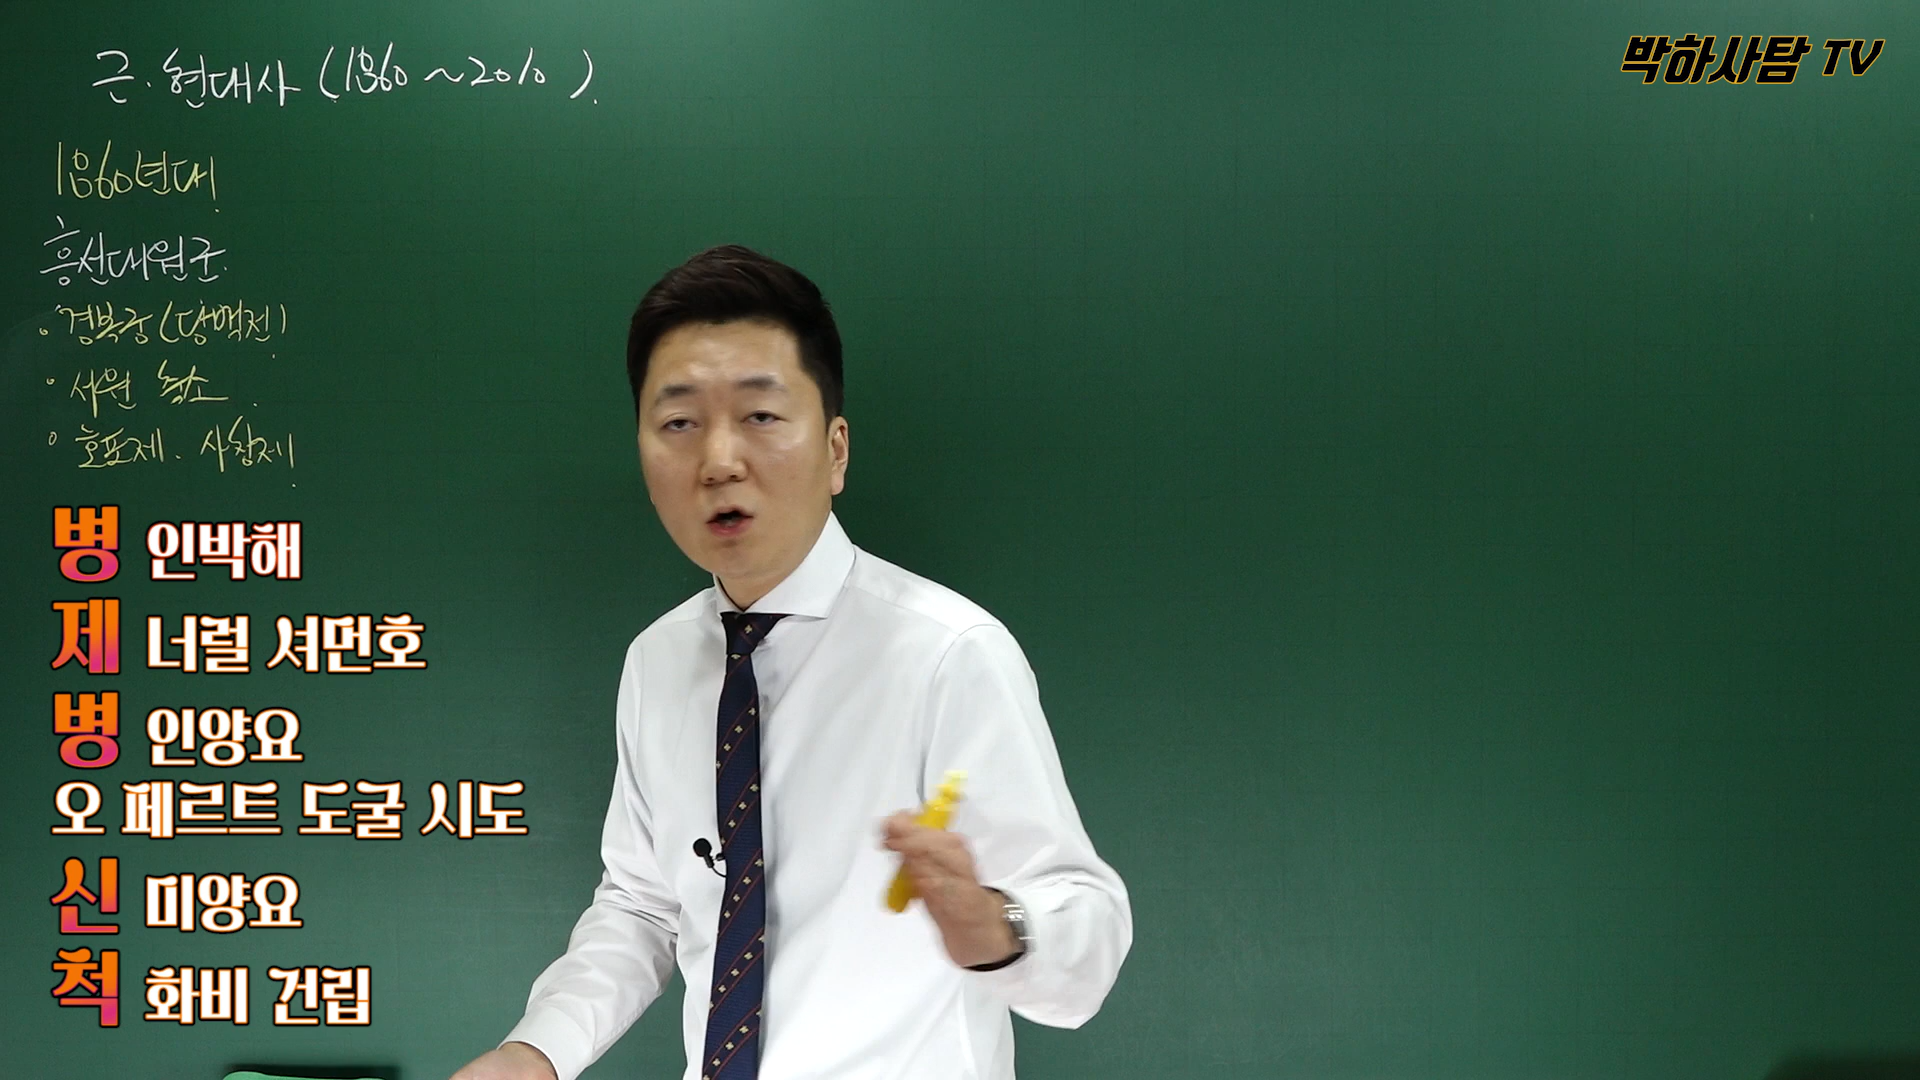 박하사탐 TV
근·현대사 (1860~2010).
1860년대
흥선대원군.
· 경복궁 (당백전)
· 서원 철소.
· 호포제. 사창제
병 인박해
제 너럴 셔먼호
병 인양요
오 페르트 도굴 시도
신 미양요
척 화비 건립